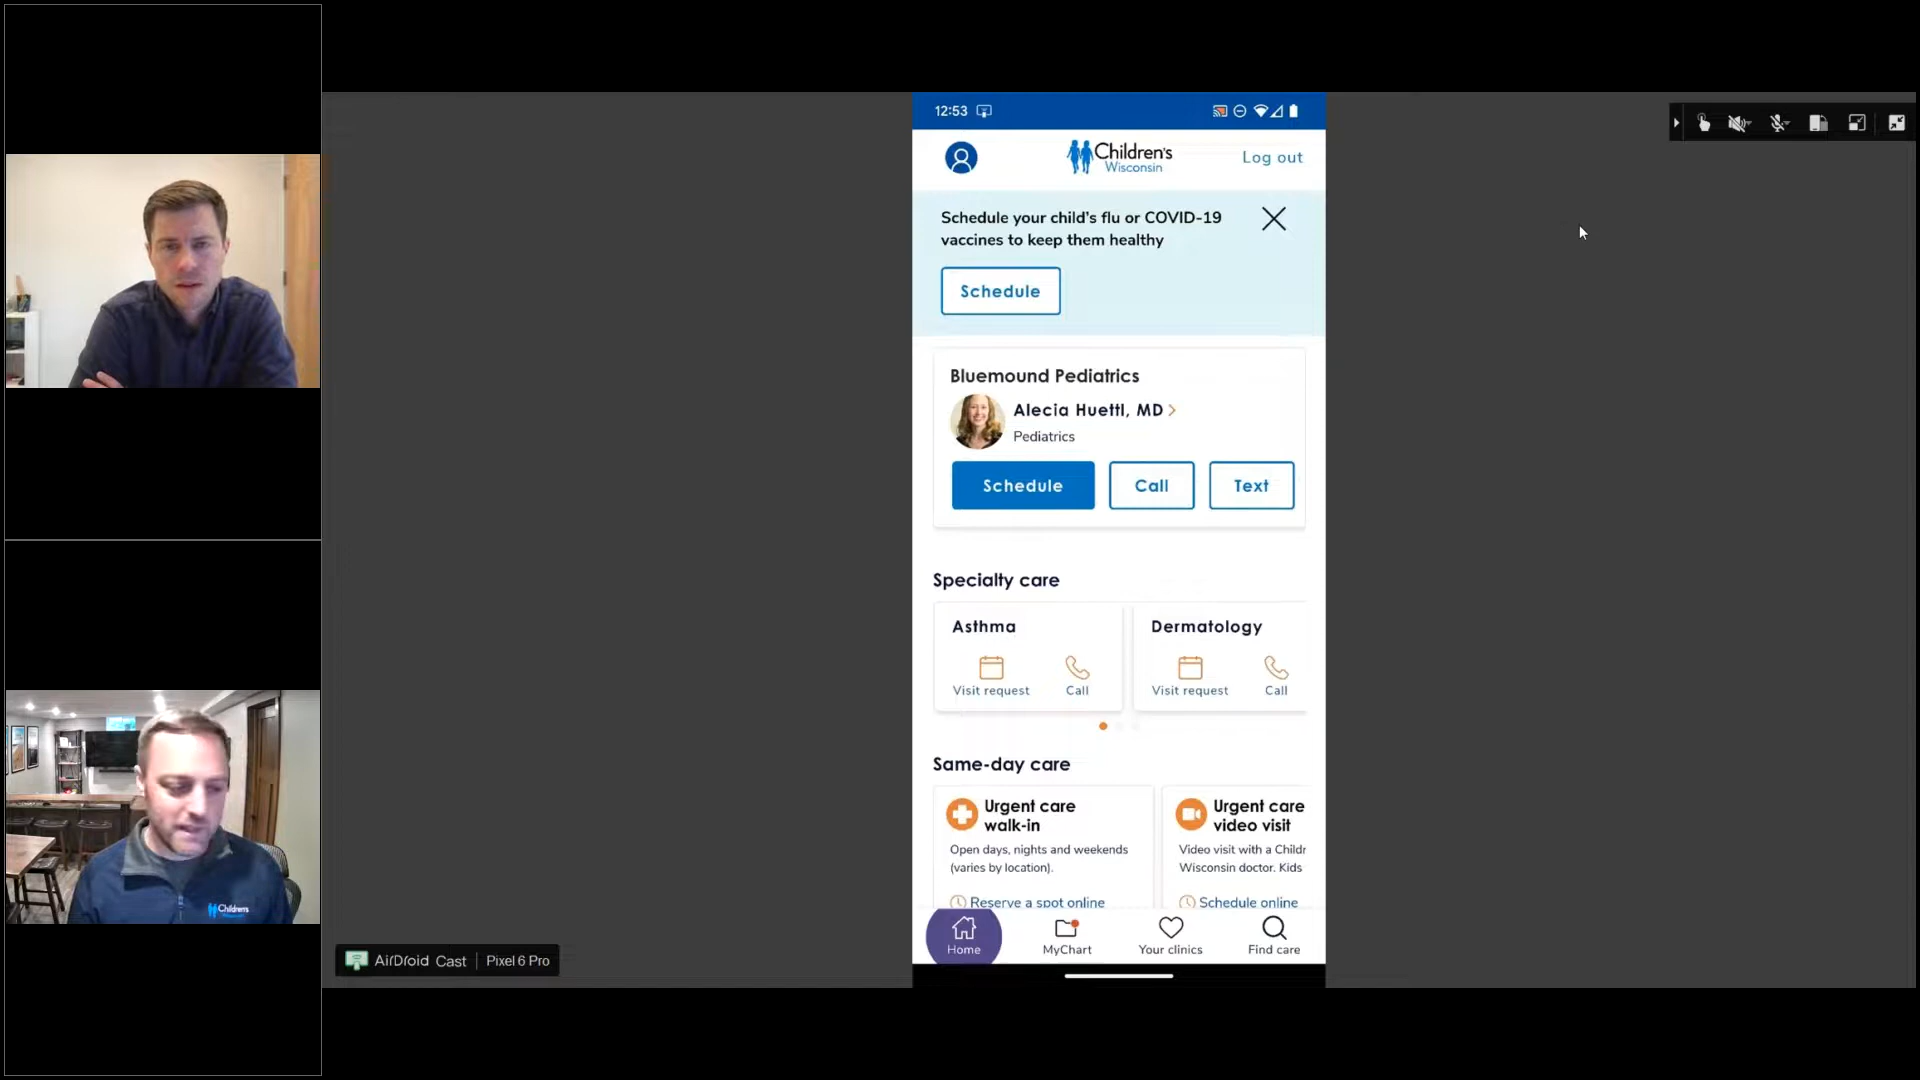 12:53
Children's
Wisconsin
Log out
Schedule your child's flu or COVID-19
vaccines to keep them healthy
Schedule
Bluemound Pediatrics
Alecia Huettl, MD
Pediatrics
Schedule
Call
Text
Specialty care
Asthma
Dermatology
Visit request
Call
Visit request
Call
Same-day care
Urgent care
walk-in
Urgent care
video visit
Open days, nights and weekends
(varies by location).
Video visit with a Childr
Wisconsin doctor. Kids
Reserve a spot online
Schedule online
Home
MyChart
Your clinics
Find care
Children's
Wisconsin
AirDroid Cast | Pixel 6 Pro